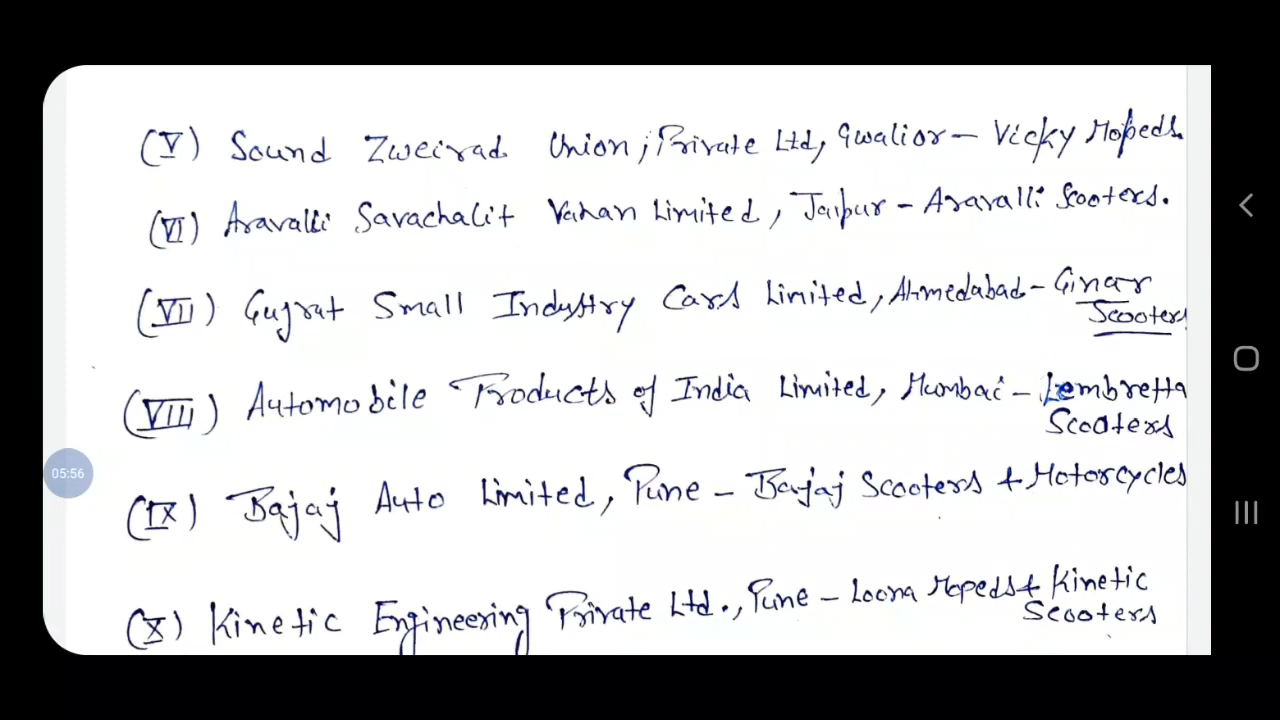 (V) Sound Zweirad Union, Private Ltd, Gwalior - Vicky Mopeds.
(VI) Aravalli Savachalit Vahan Limited, Jaipur - Aravalli Scooters.
(VII) Gujrat Small Industry Cars Limited, Ahmedabad - Girnar
Scooters
(VIII) Automobile Products of India Limited, Mumbai - Lembretta
Scooters
05:56
(IX) Bajaj Auto Limited, Pune - Bajaj Scooters & Motorcycles
(X) Kinetic Engineering Private Ltd., Pune - Loona Mopeds & Kinetic
Scooters